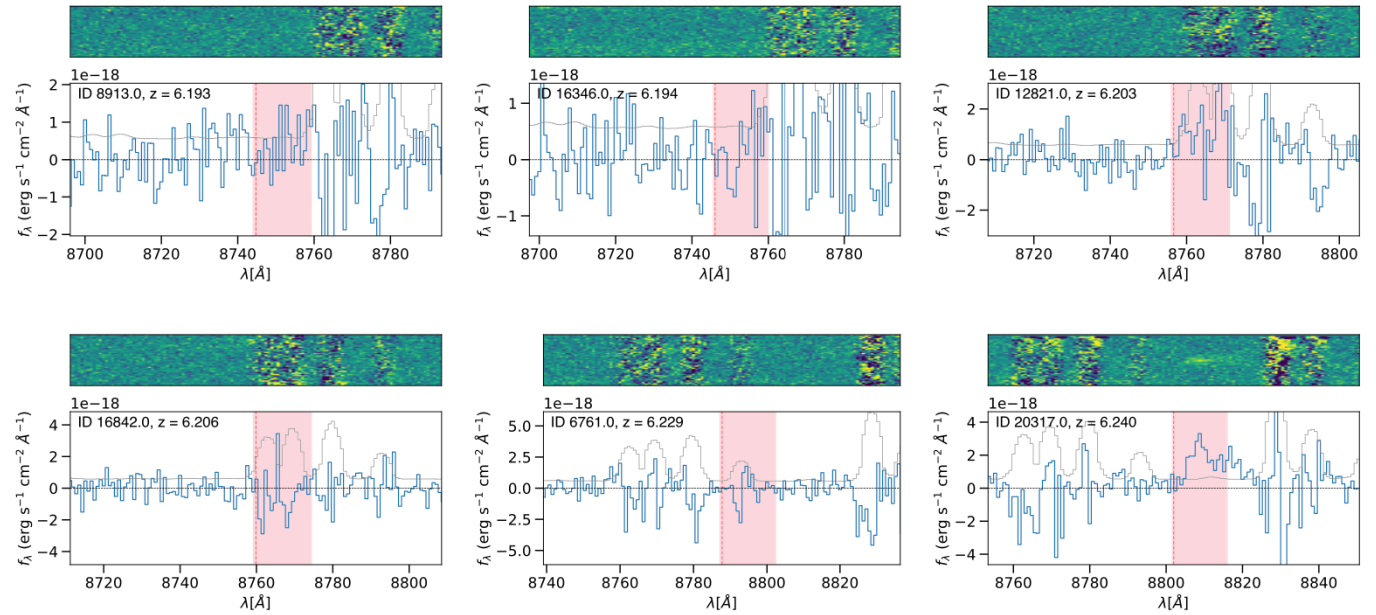 1e−18
ID 8913.0, z = 6.193
2
1
0
−1
−2
fλ (erg s⁻¹ cm⁻² Å⁻¹)
8700 8720 8740 8760 8780
λ[Å]
1e−18
ID 16346.0, z = 6.194
1
0
−1
fλ (erg s⁻¹ cm⁻² Å⁻¹)
8700 8720 8740 8760 8780
λ[Å]
1e−18
ID 12821.0, z = 6.203
2
0
−2
fλ (erg s⁻¹ cm⁻² Å⁻¹)
8720 8740 8760 8780 8800
λ[Å]
1e−18
ID 16842.0, z = 6.206
4
2
0
−2
−4
fλ (erg s⁻¹ cm⁻² Å⁻¹)
8720 8740 8760 8780 8800
λ[Å]
1e−18
ID 6761.0, z = 6.229
5.0
2.5
0.0
−2.5
−5.0
fλ (erg s⁻¹ cm⁻² Å⁻¹)
8740 8760 8780 8800 8820
λ[Å]
1e−18
ID 20317.0, z = 6.240
4
2
0
−2
−4
fλ (erg s⁻¹ cm⁻² Å⁻¹)
8760 8780 8800 8820 8840
λ[Å]